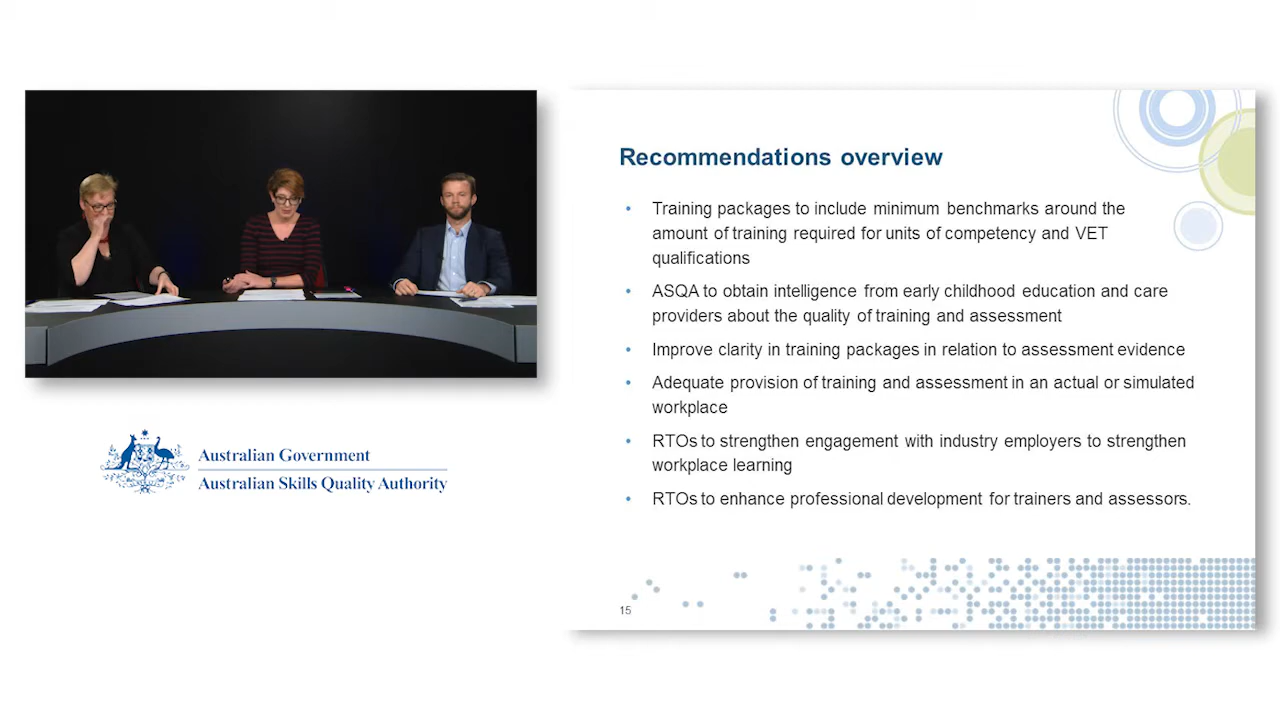 Recommendations overview
• Training packages to include minimum benchmarks around the
amount of training required for units of competency and VET
qualifications
• ASQA to obtain intelligence from early childhood education and care
providers about the quality of training and assessment
• Improve clarity in training packages in relation to assessment evidence
• Adequate provision of training and assessment in an actual or simulated
workplace
• RTOs to strengthen engagement with industry employers to strengthen
workplace learning
• RTOs to enhance professional development for trainers and assessors.
15
Australian Government
Australian Skills Quality Authority